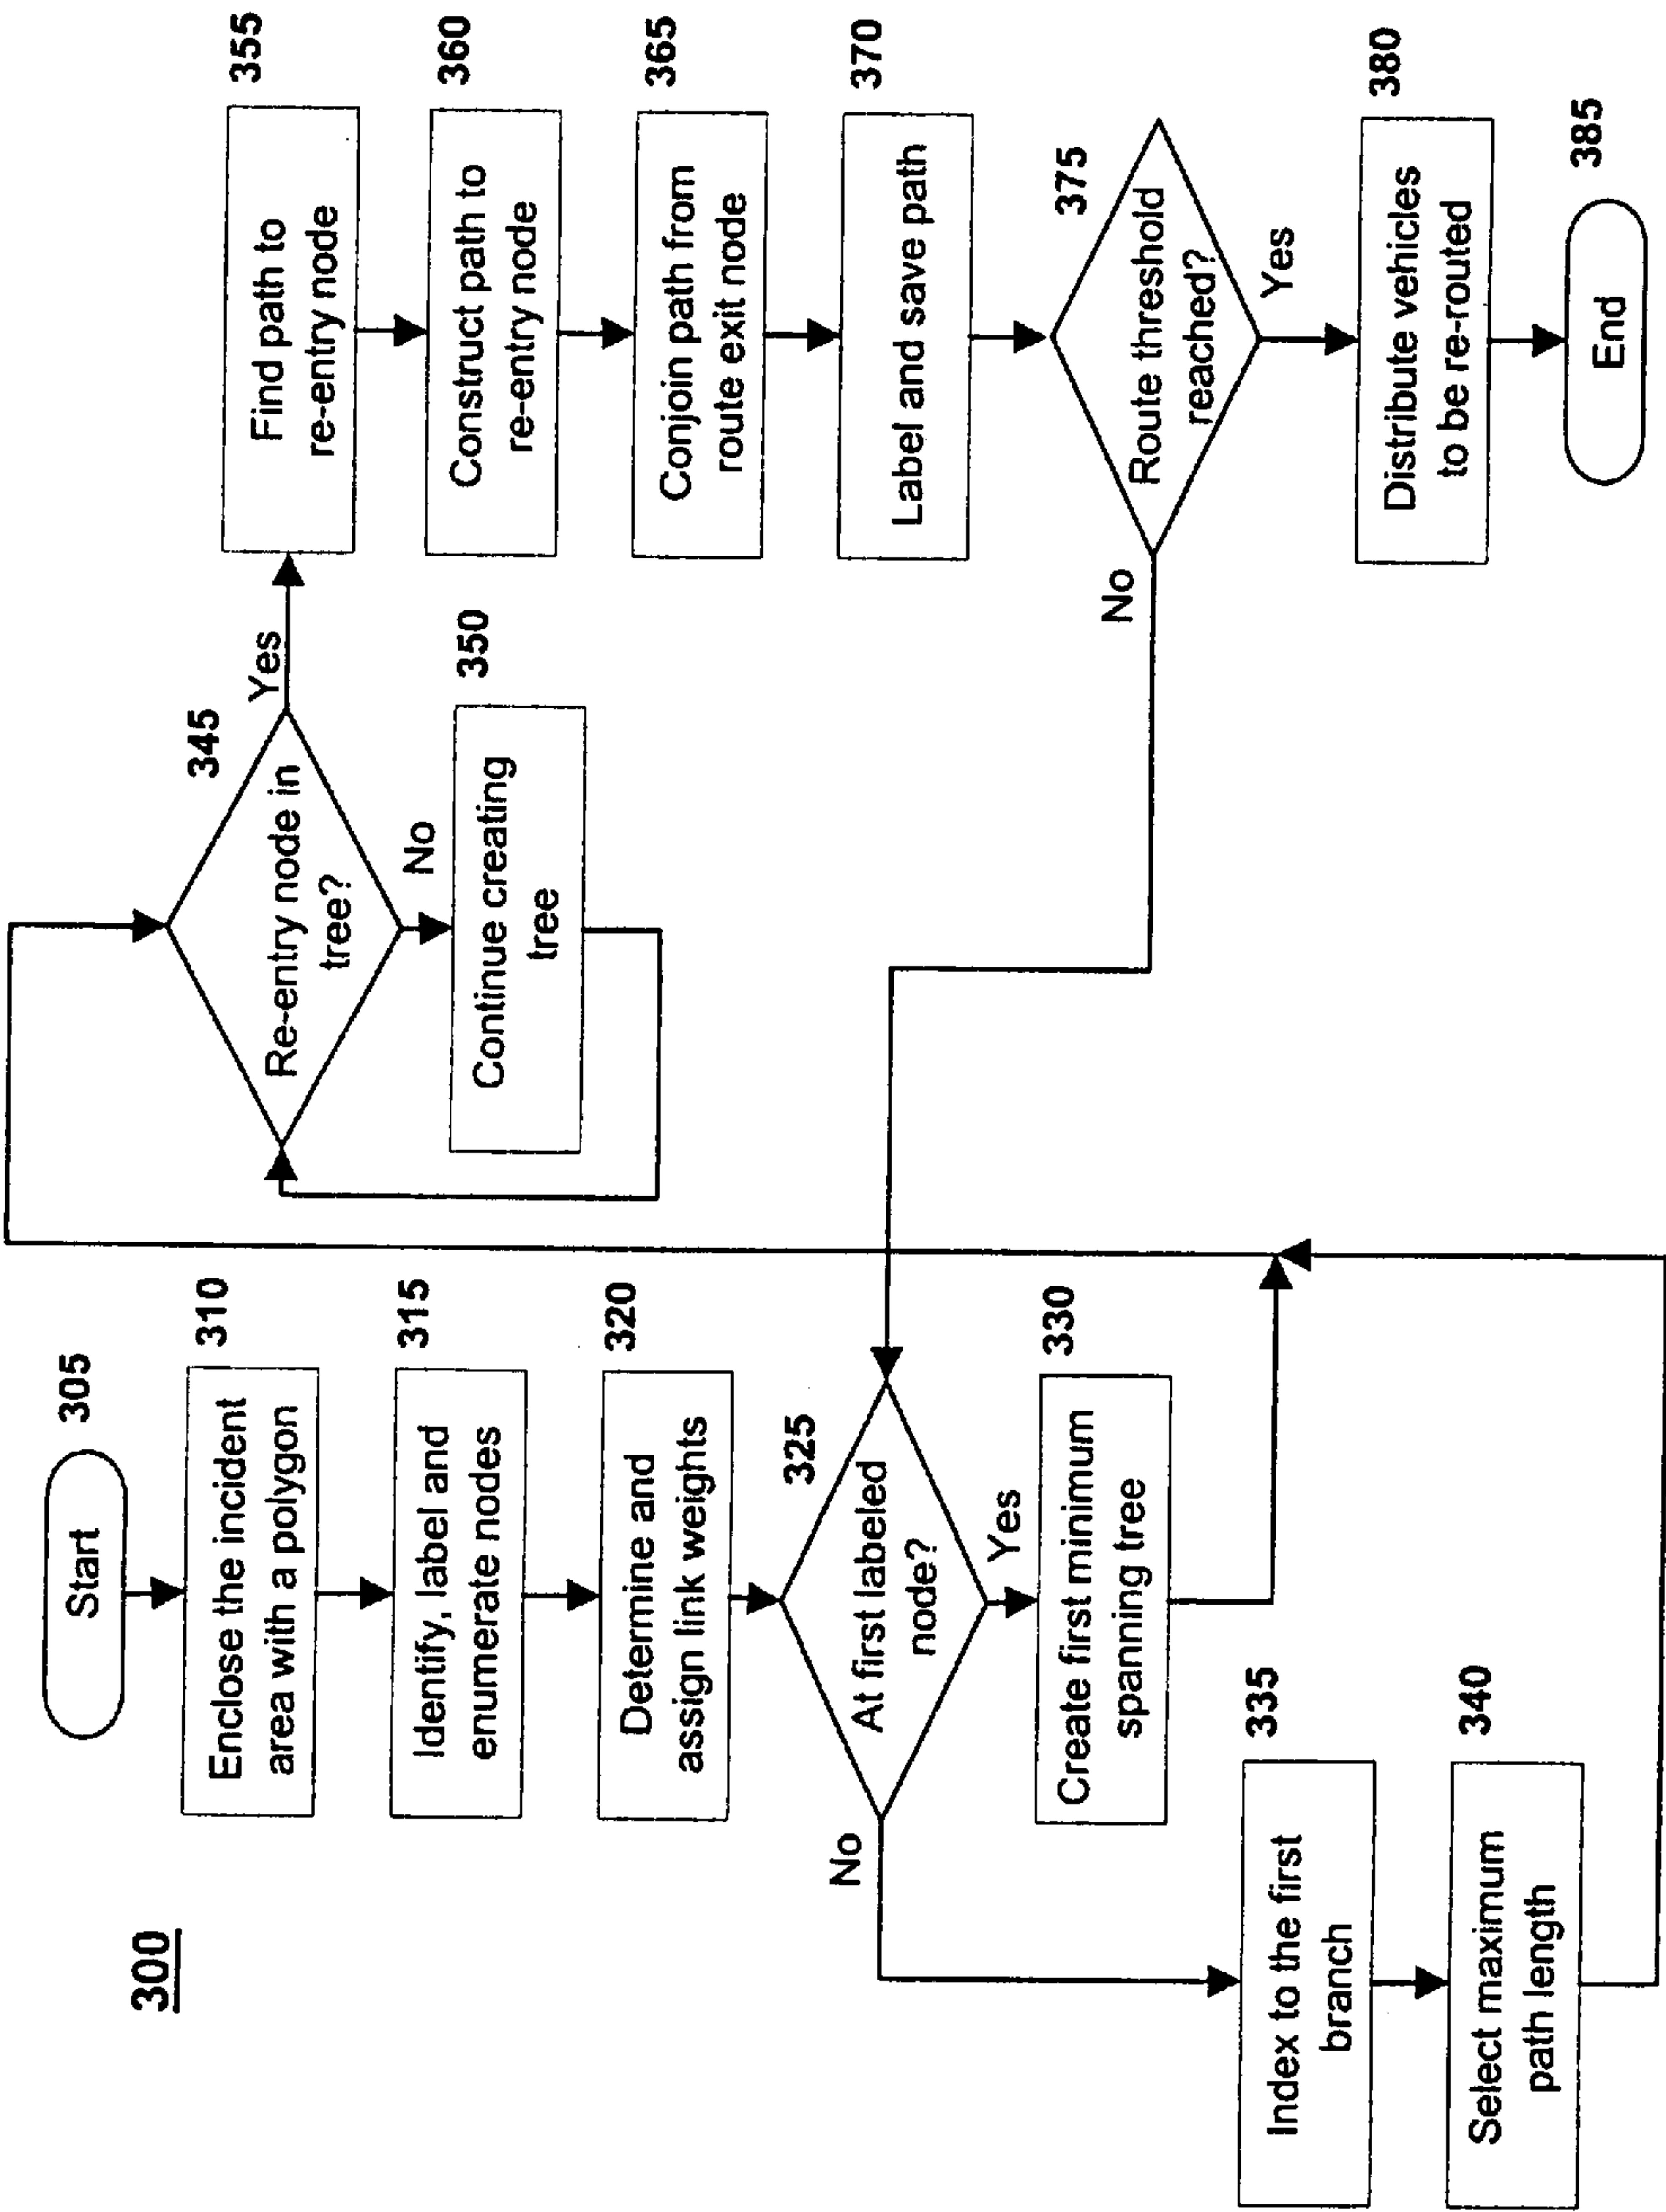 300
Start
305
Enclose the incident
area with a polygon
310
Identify, label and
enumerate nodes
315
Determine and
assign link weights
320
At first labeled
node?
325
No
Yes
Create first minimum
spanning tree
330
Index to the first
branch
335
Select maximum
path length
340
Re-entry node in
tree?
345
Yes
No
Continue creating
tree
350
Find path to
re-entry node
355
Construct path to
re-entry node
360
Conjoin path from
route exit node
365
Label and save path
370
Route threshold
reached?
375
No
Yes
Distribute vehicles
to be re-routed
380
End
385